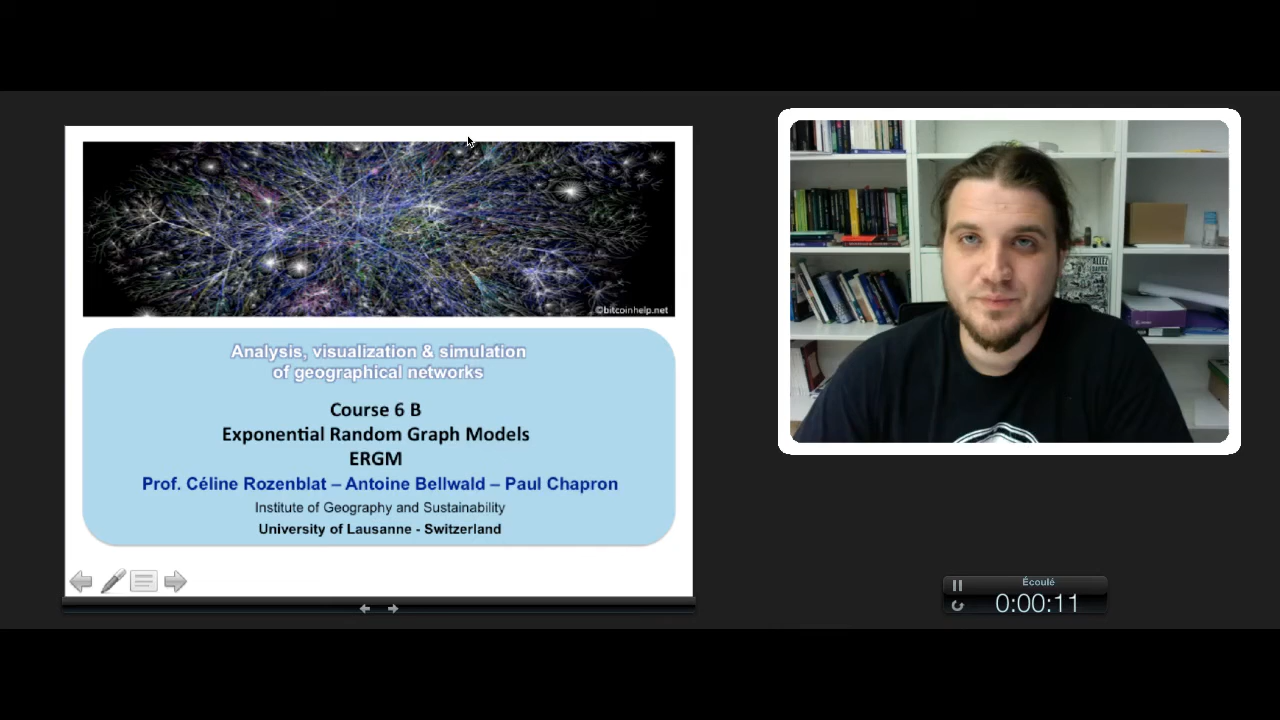 ©bitcoinhelp.net
Analysis, visualization & simulation
of geographical networks
Course 6 B
Exponential Random Graph Models
ERGM
Prof. Céline Rozenblat – Antoine Bellwald – Paul Chapron
Institute of Geography and Sustainability
University of Lausanne - Switzerland
Écoulé
0:00:11